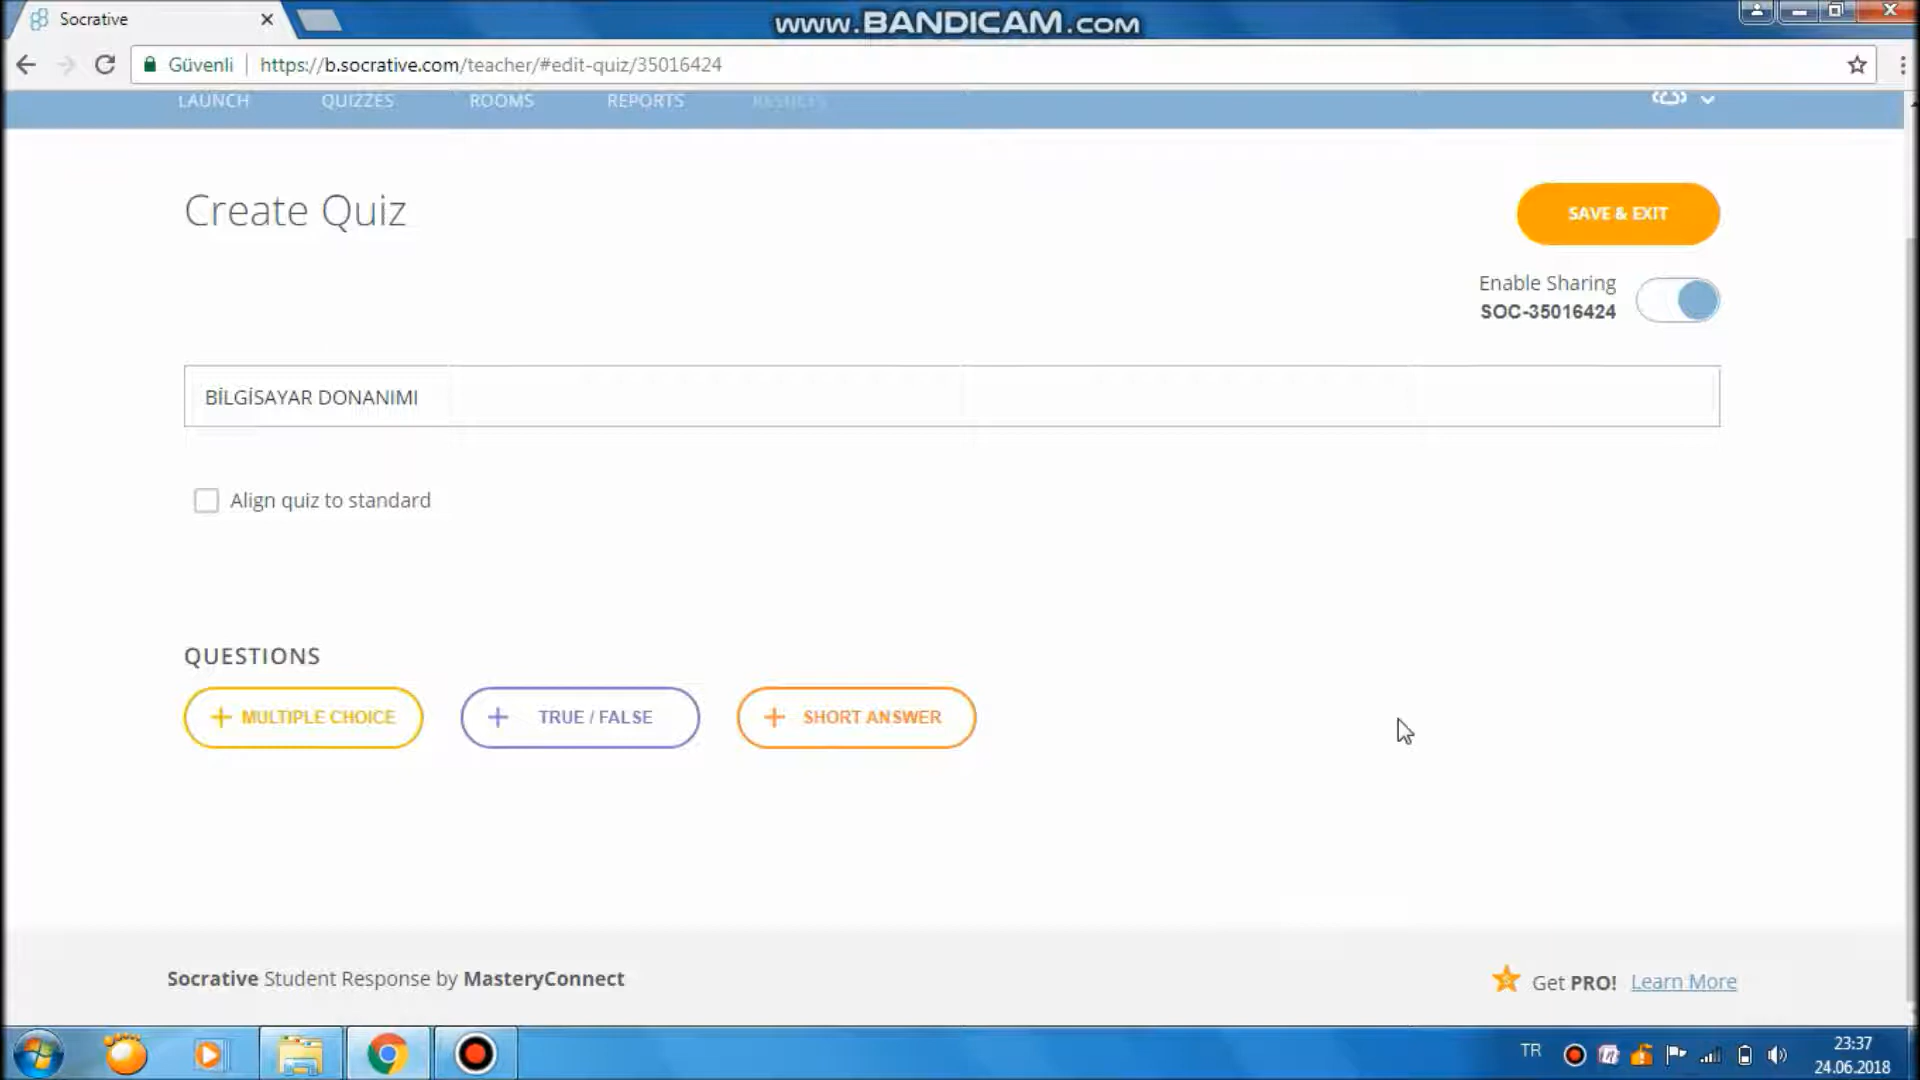 Socrative
www.BANDICAM.com
Güvenli
https://b.socrative.com/teacher/#edit-quiz/35016424
LAUNCH
QUIZZES
ROOMS
REPORTS
RESULTS
Create Quiz
SAVE & EXIT
Enable Sharing
SOC-35016424
BİLGİSAYAR DONANIMI
Align quiz to standard
QUESTIONS
+ MULTIPLE CHOICE
+ TRUE / FALSE
+ SHORT ANSWER
Socrative Student Response by MasteryConnect
Get PRO! Learn More
TR
23:37
24.06.2018